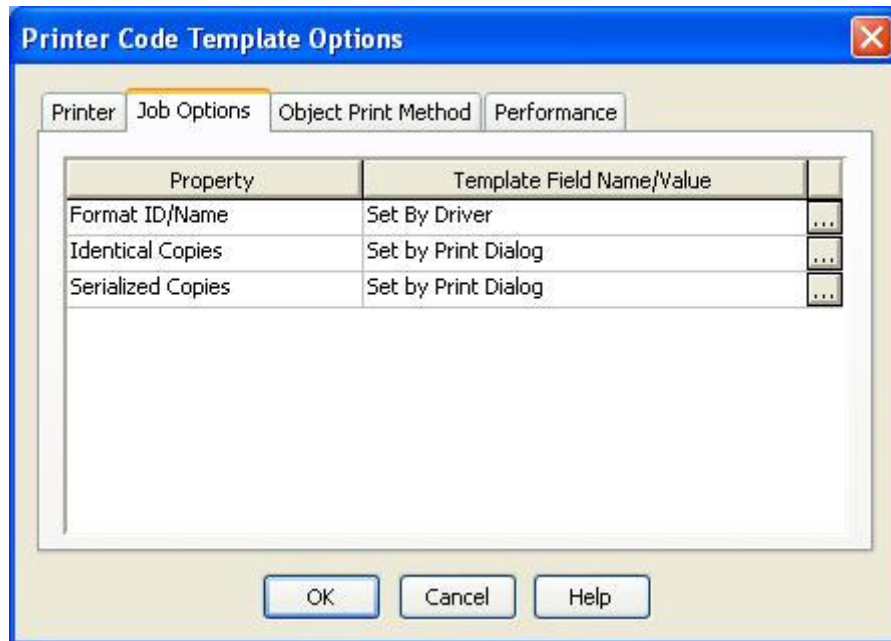 Printer Code Template Options
Printer Job Options Object Print Method Performance
Property Template Field Name/Value
Format ID/Name Set By Driver ...
Identical Copies Set by Print Dialog ...
Serialized Copies Set by Print Dialog ...
OK Cancel Help